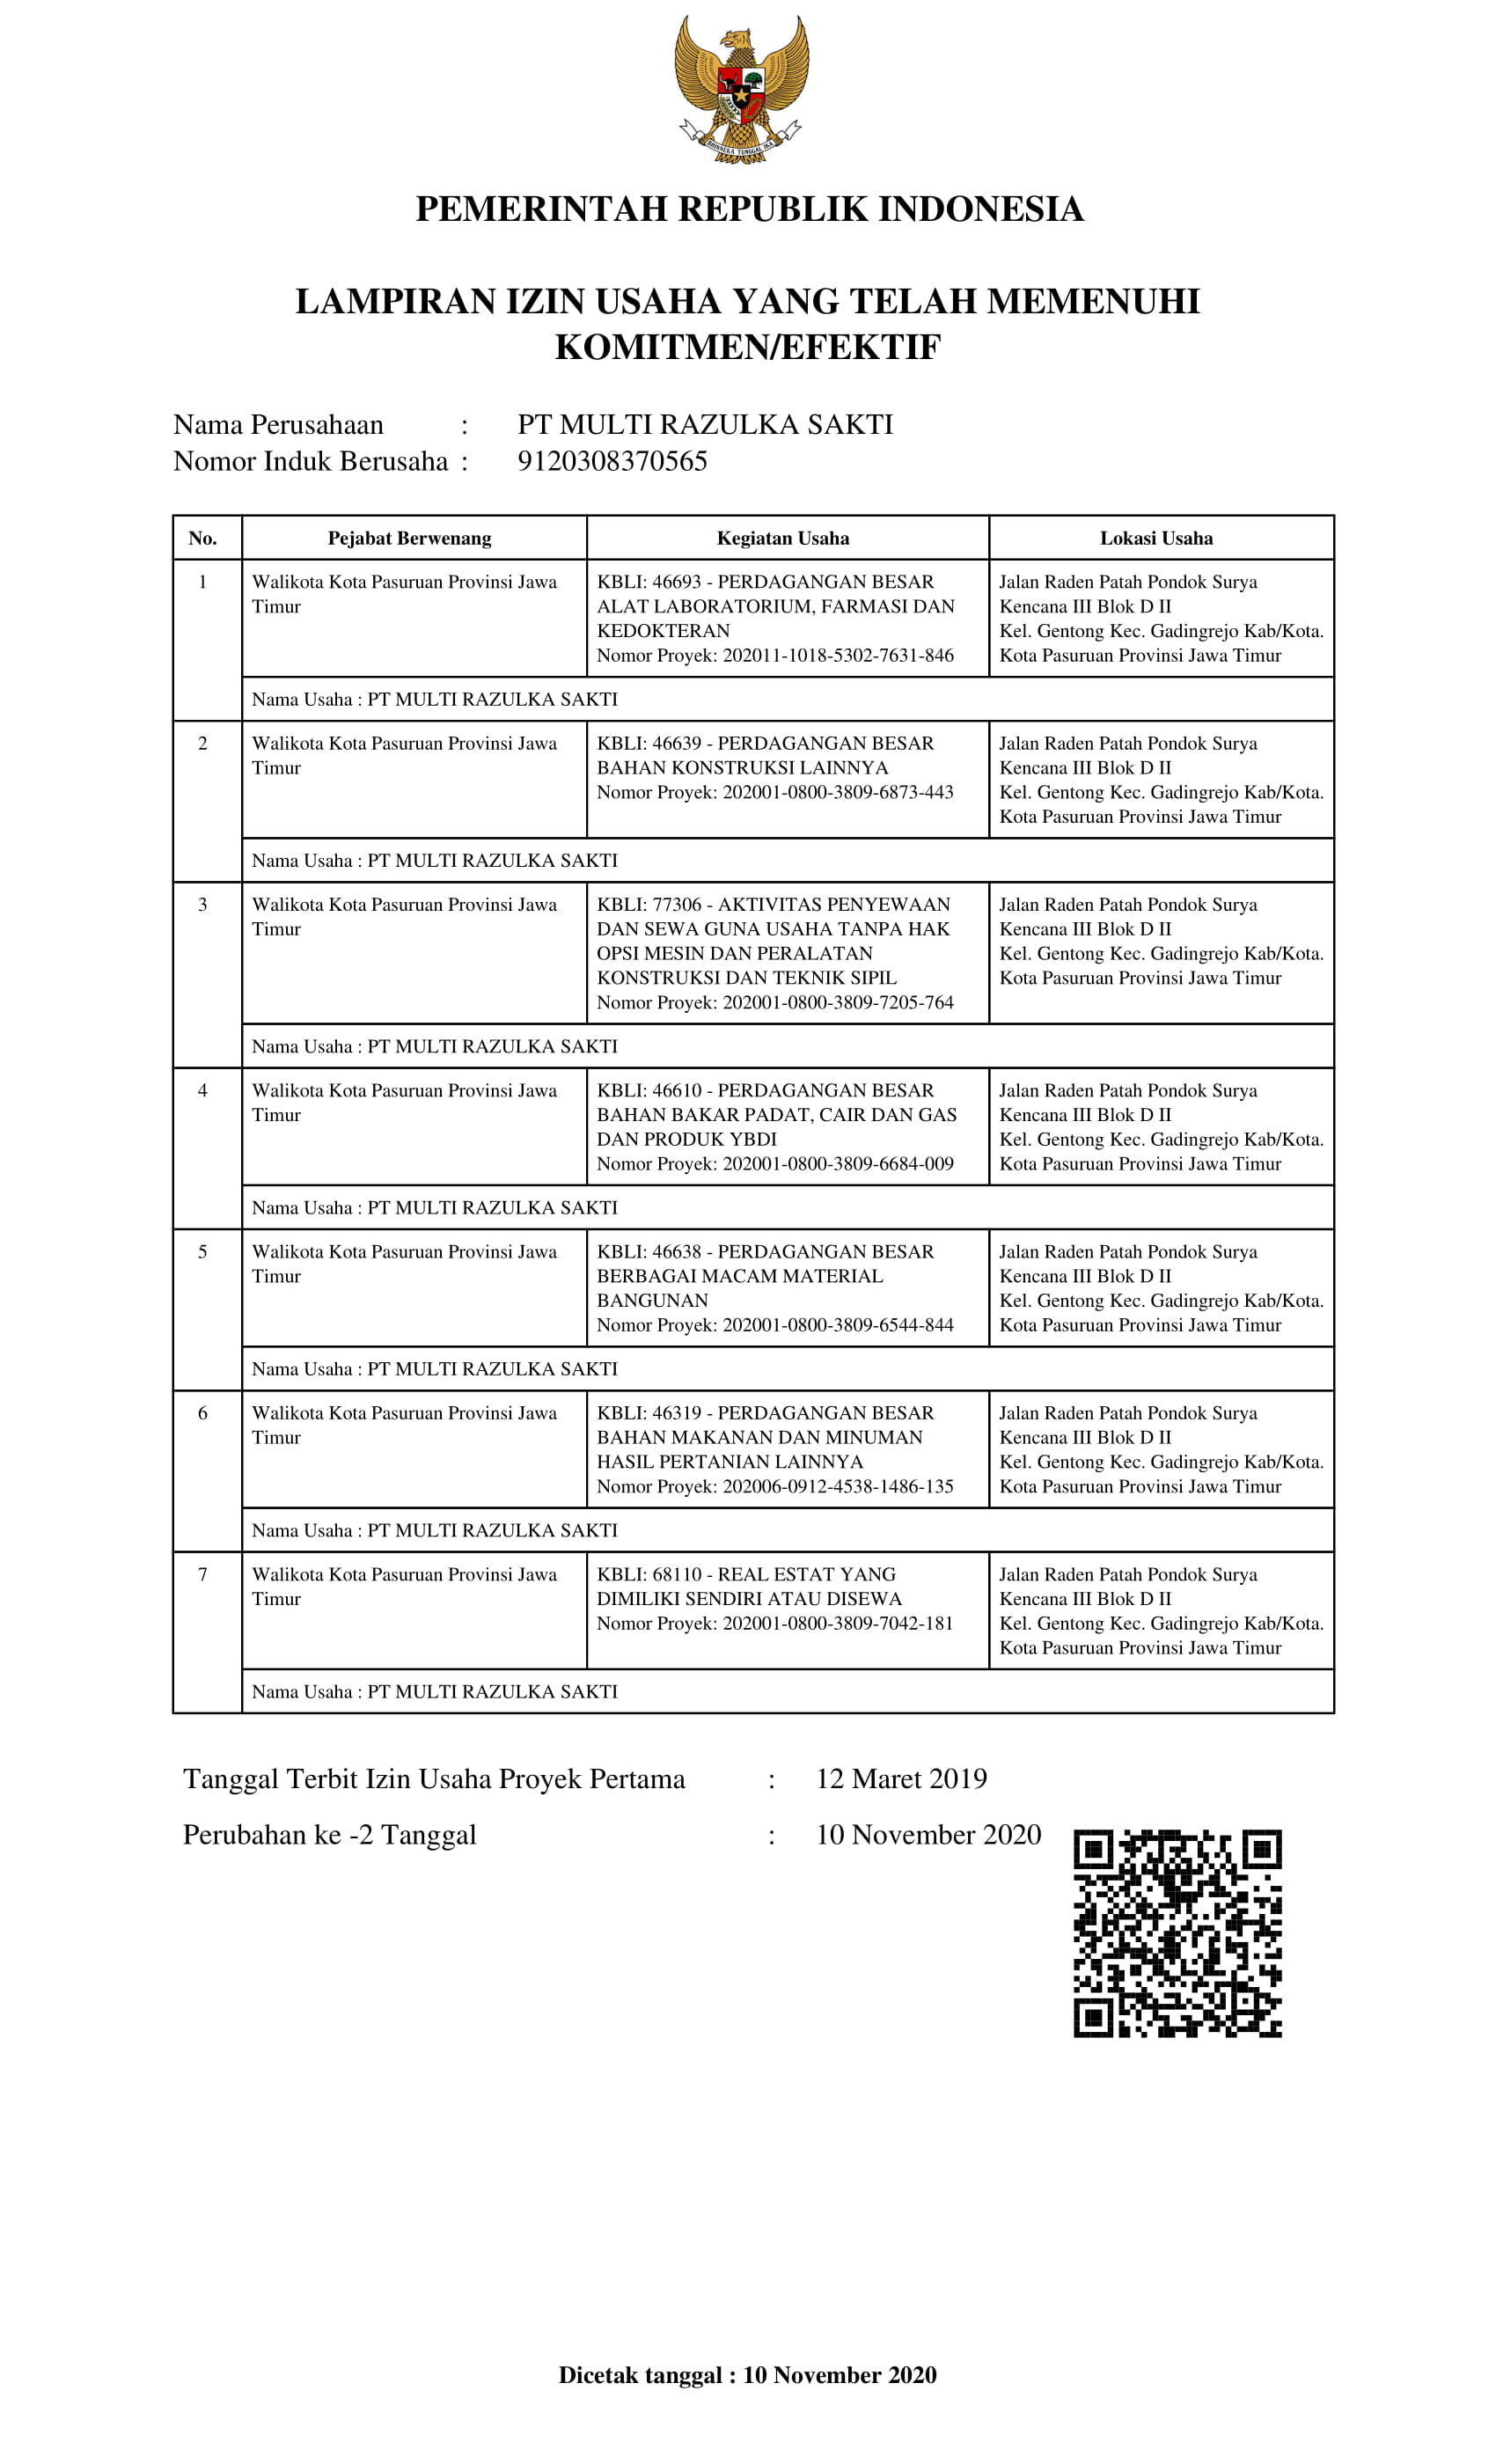 BHINNEKA TUNGGAL IKA
PEMERINTAH REPUBLIK INDONESIA
LAMPIRAN IZIN USAHA YANG TELAH MEMENUHI
KOMITMEN/EFEKTIF
Nama Perusahaan : PT MULTI RAZULKA SAKTI
Nomor Induk Berusaha : 9120308370565
No. Pejabat Berwenang Kegiatan Usaha Lokasi Usaha
1 Walikota Kota Pasuruan Provinsi Jawa KBLI: 46693 - PERDAGANGAN BESAR Jalan Raden Patah Pondok Surya
Timur ALAT LABORATORIUM, FARMASI DAN Kencana III Blok D II
KEDOKTERAN Kel. Gentong Kec. Gadingrejo Kab/Kota.
Nomor Proyek: 202011-1018-5302-7631-846 Kota Pasuruan Provinsi Jawa Timur
Nama Usaha : PT MULTI RAZULKA SAKTI
2 Walikota Kota Pasuruan Provinsi Jawa KBLI: 46639 - PERDAGANGAN BESAR Jalan Raden Patah Pondok Surya
Timur BAHAN KONSTRUKSI LAINNYA Kencana III Blok D II
Nomor Proyek: 202001-0800-3809-6873-443 Kel. Gentong Kec. Gadingrejo Kab/Kota.
Kota Pasuruan Provinsi Jawa Timur
Nama Usaha : PT MULTI RAZULKA SAKTI
3 Walikota Kota Pasuruan Provinsi Jawa KBLI: 77306 - AKTIVITAS PENYEWAAN Jalan Raden Patah Pondok Surya
Timur DAN SEWA GUNA USAHA TANPA HAK Kencana III Blok D II
OPSI MESIN DAN PERALATAN Kel. Gentong Kec. Gadingrejo Kab/Kota.
KONSTRUKSI DAN TEKNIK SIPIL Kota Pasuruan Provinsi Jawa Timur
Nomor Proyek: 202001-0800-3809-7205-764
Nama Usaha : PT MULTI RAZULKA SAKTI
4 Walikota Kota Pasuruan Provinsi Jawa KBLI: 46610 - PERDAGANGAN BESAR Jalan Raden Patah Pondok Surya
Timur BAHAN BAKAR PADAT, CAIR DAN GAS Kencana III Blok D II
DAN PRODUK YBDI Kel. Gentong Kec. Gadingrejo Kab/Kota.
Nomor Proyek: 202001-0800-3809-6684-009 Kota Pasuruan Provinsi Jawa Timur
Nama Usaha : PT MULTI RAZULKA SAKTI
5 Walikota Kota Pasuruan Provinsi Jawa KBLI: 46638 - PERDAGANGAN BESAR Jalan Raden Patah Pondok Surya
Timur BERBAGAI MACAM MATERIAL Kencana III Blok D II
BANGUNAN Kel. Gentong Kec. Gadingrejo Kab/Kota.
Nomor Proyek: 202001-0800-3809-6544-844 Kota Pasuruan Provinsi Jawa Timur
Nama Usaha : PT MULTI RAZULKA SAKTI
6 Walikota Kota Pasuruan Provinsi Jawa KBLI: 46319 - PERDAGANGAN BESAR Jalan Raden Patah Pondok Surya
Timur BAHAN MAKANAN DAN MINUMAN Kencana III Blok D II
HASIL PERTANIAN LAINNYA Kel. Gentong Kec. Gadingrejo Kab/Kota.
Nomor Proyek: 202006-0912-4538-1486-135 Kota Pasuruan Provinsi Jawa Timur
Nama Usaha : PT MULTI RAZULKA SAKTI
7 Walikota Kota Pasuruan Provinsi Jawa KBLI: 68110 - REAL ESTAT YANG Jalan Raden Patah Pondok Surya
Timur DIMILIKI SENDIRI ATAU DISEWA Kencana III Blok D II
Nomor Proyek: 202001-0800-3809-7042-181 Kel. Gentong Kec. Gadingrejo Kab/Kota.
Kota Pasuruan Provinsi Jawa Timur
Nama Usaha : PT MULTI RAZULKA SAKTI
Tanggal Terbit Izin Usaha Proyek Pertama : 12 Maret 2019
Perubahan ke -2 Tanggal : 10 November 2020
Dicetak tanggal : 10 November 2020